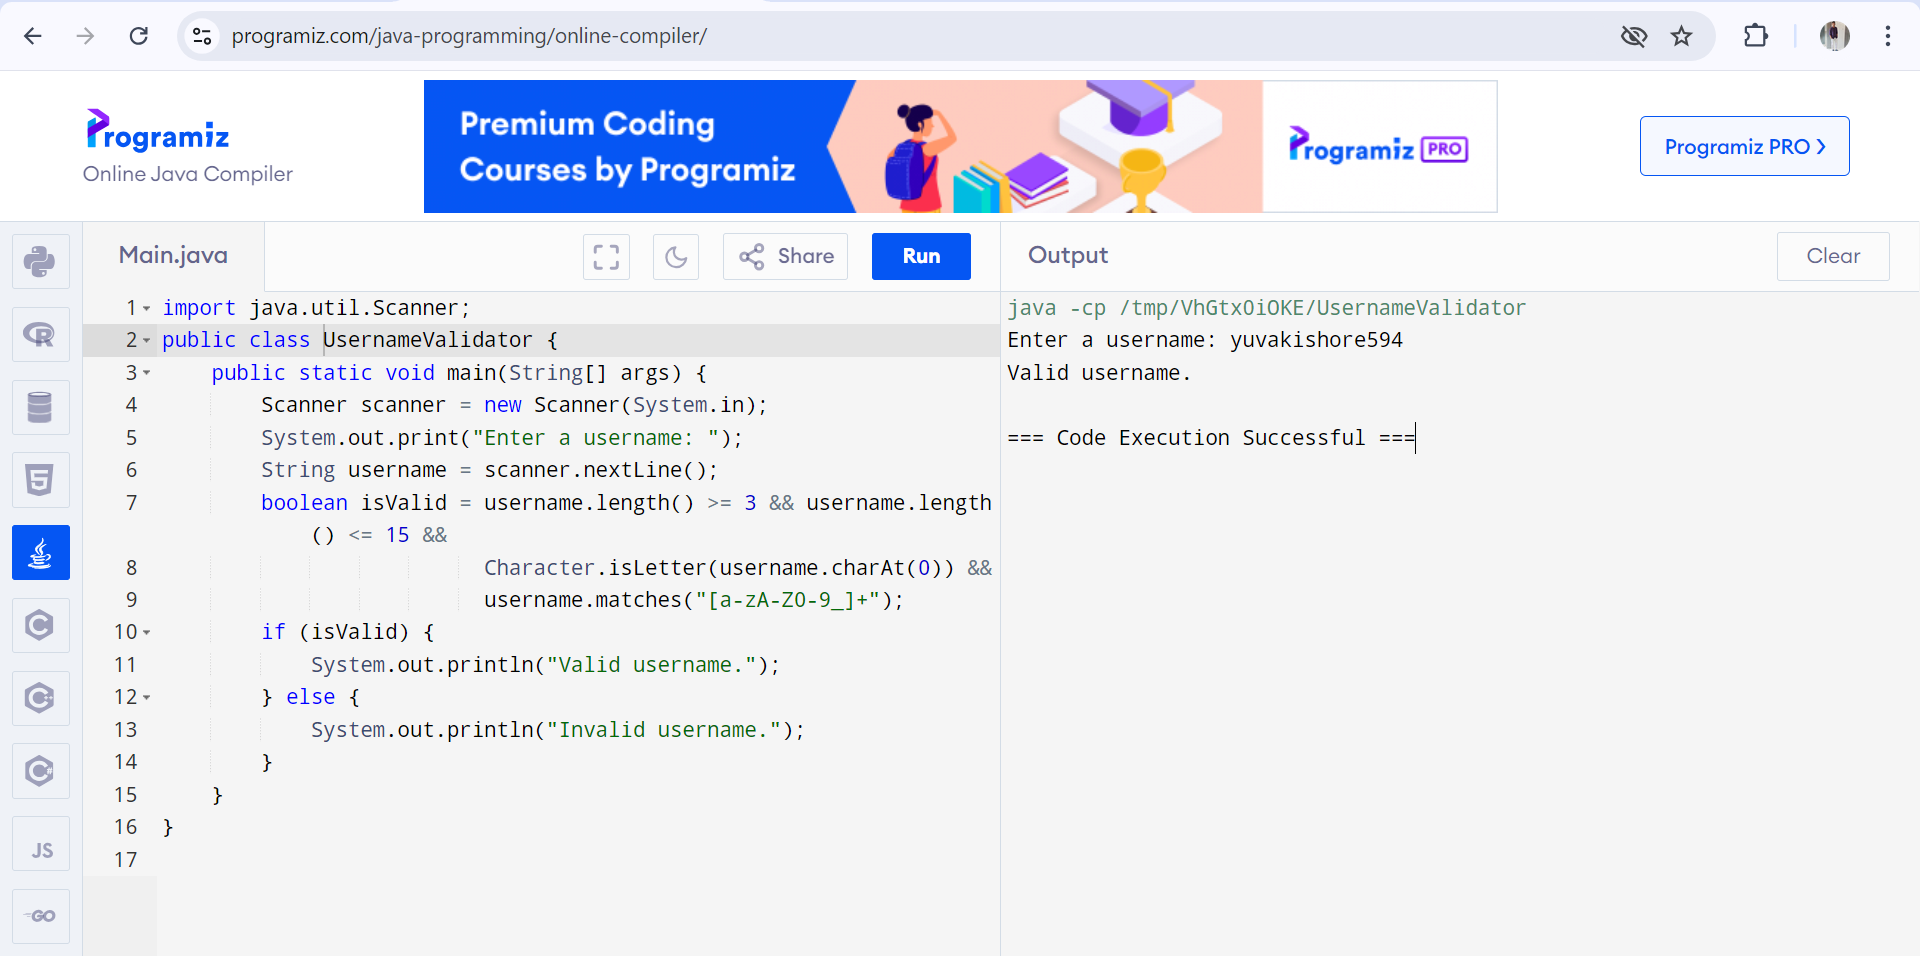 programiz.com/java-programming/online-compiler/
Programiz
Online Java Compiler
Premium Coding
Courses by Programiz
Programiz PRO
Programiz PRO
Main.java
Share
Run
Output
Clear
1 import java.util.Scanner;
2 public class UsernameValidator {
3     public static void main(String[] args) {
4         Scanner scanner = new Scanner(System.in);
5         System.out.print("Enter a username: ");
6         String username = scanner.nextLine();
7         boolean isValid = username.length() >= 3 && username.length
            () <= 15 &&
8                           Character.isLetter(username.charAt(0)) &&
9                           username.matches("[a-zA-Z0-9_]+");
10         if (isValid) {
11             System.out.println("Valid username.");
12         } else {
13             System.out.println("Invalid username.");
14         }
15     }
16 }
17
java -cp /tmp/VhGtxOiOKE/UsernameValidator
Enter a username: yuvakishore594
Valid username.
=== Code Execution Successful ===
R
5
C
C++
C#
JS
GO